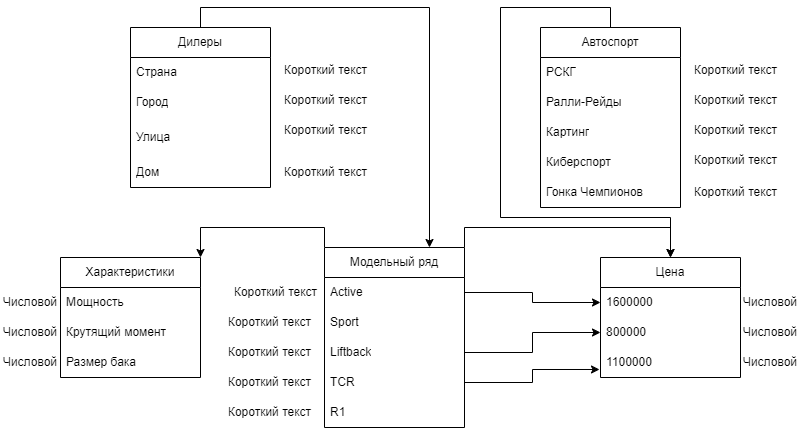 Дилеры
Страна Короткий текст
Город Короткий текст
Улица Короткий текст
Дом Короткий текст
Автоспорт
РСКГ Короткий текст
Ралли-Рейды Короткий текст
Картинг Короткий текст
Киберспорт Короткий текст
Гонка Чемпионов Короткий текст
Характеристики
Числовой Мощность
Числовой Крутящий момент
Числовой Размер бака
Модельный ряд
Короткий текст Active
Короткий текст Sport
Короткий текст Liftback
Короткий текст TCR
Короткий текст R1
Цена
1600000 Числовой
800000 Числовой
1100000 Числовой